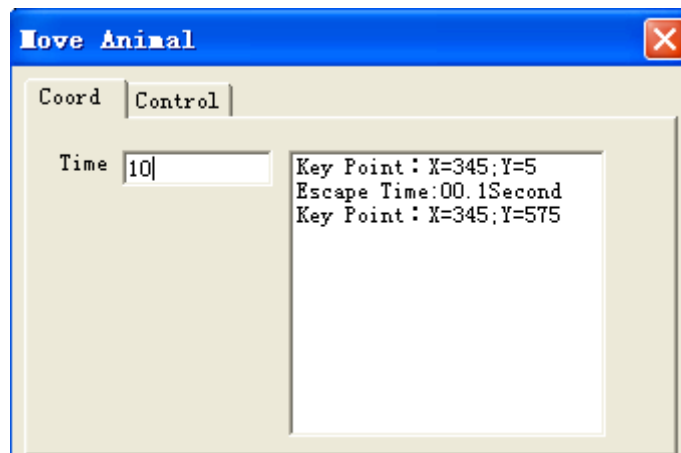 Move Animal
Coord
Control
Time
10
Key Point：X=345;Y=5
Escape Time:00.1Second
Key Point：X=345;Y=575